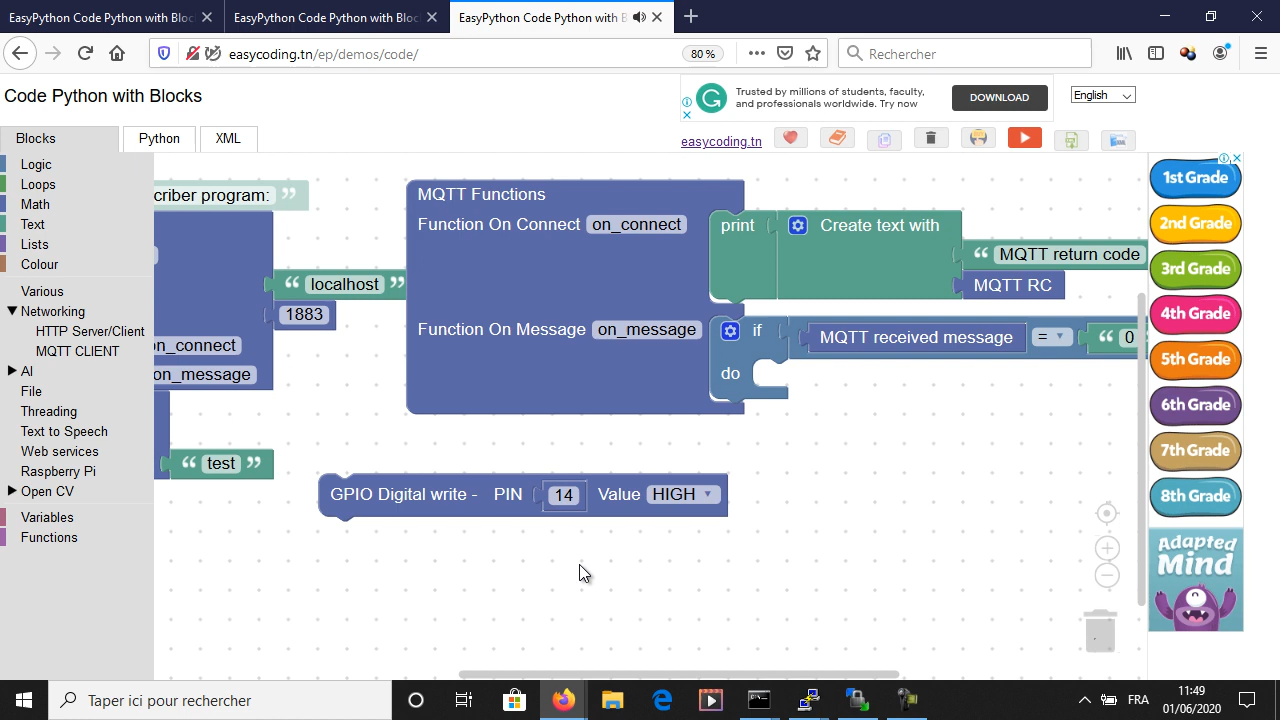 EasyPython Code Python with Bloc
EasyPython Code Python with Bloc
EasyPython Code Python with B
easycoding.tn/ep/demos/code/
80 %
Rechercher
Code Python with Blocks
Trusted by millions of students, faculty,
and professionals worldwide. Try now
DOWNLOAD
English
Blocks
Python
XML
easycoding.tn
Logic
Loops
Math
Text
Lists
Colour
Various
Networking
HTTP Server/Client
MQTT CLIENT
AI
File
Threading
Text to Speech
Web services
Raspberry Pi
Open CV
Variables
Functions
criber program: ”
“ localhost ”
1883
on_connect
on_message
“ test ”
MQTT Functions
Function On Connect on_connect
print Create text with
“ MQTT return code
MQTT RC
Function On Message on_message
if MQTT received message = “ 0
do
GPIO Digital write - PIN 14 Value HIGH
1st Grade
2nd Grade
3rd Grade
4th Grade
5th Grade
6th Grade
7th Grade
8th Grade
Adapted
Mind
Taper ici pour rechercher
FRA
11:49
01/06/2020